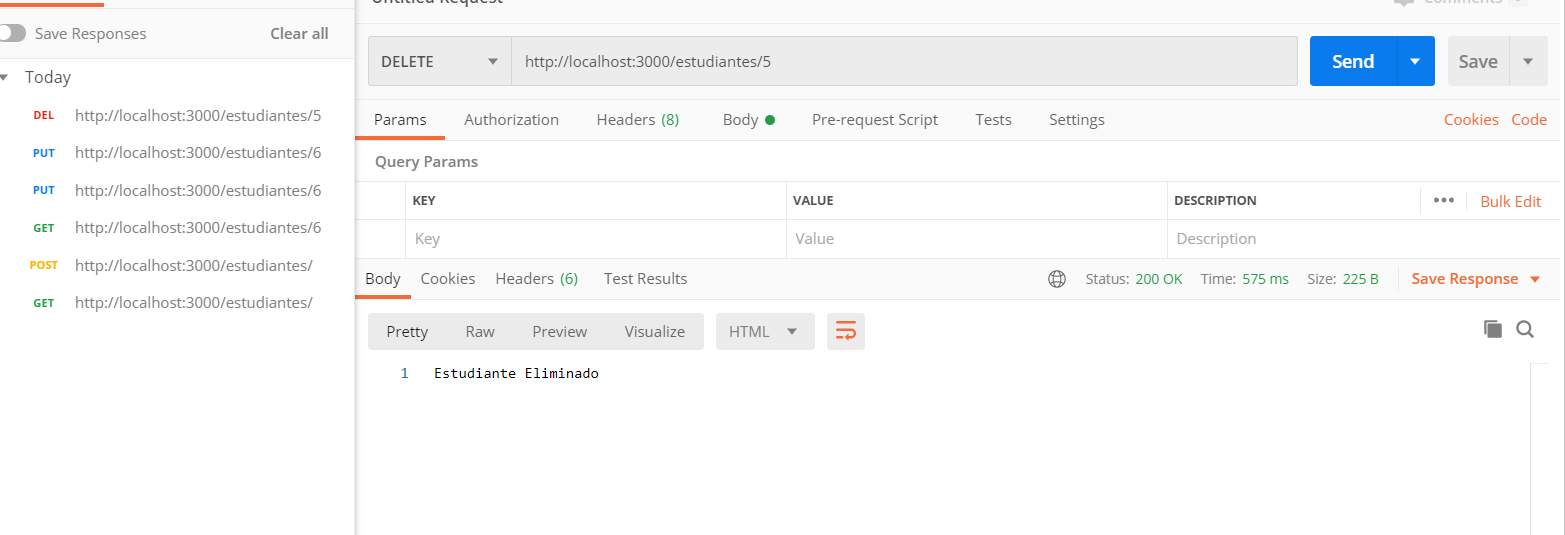 Untitled Request
Comments 0
Save Responses Clear all
Today
DEL http://localhost:3000/estudiantes/5
PUT http://localhost:3000/estudiantes/6
PUT http://localhost:3000/estudiantes/6
GET http://localhost:3000/estudiantes/6
POST http://localhost:3000/estudiantes/
GET http://localhost:3000/estudiantes/
DELETE http://localhost:3000/estudiantes/5 Send Save
Params Authorization Headers (8) Body Pre-request Script Tests Settings Cookies Code
Query Params
KEY VALUE DESCRIPTION ••• Bulk Edit
Key Value Description
Body Cookies Headers (6) Test Results Status: 200 OK Time: 575 ms Size: 225 B Save Response
Pretty Raw Preview Visualize HTML
1 Estudiante Eliminado